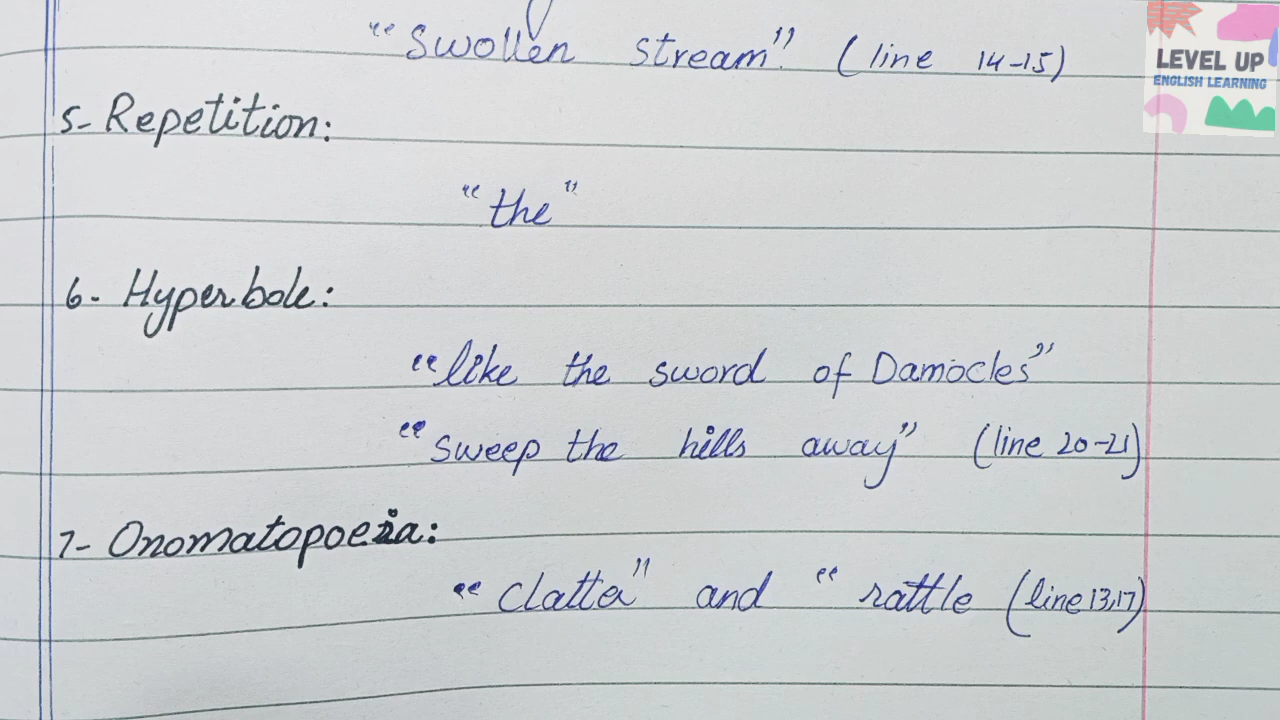 "Swollen stream" (line 14-15)
LEVEL UP
ENGLISH LEARNING
5- Repetition:
"the"
6- Hyperbole:
"like the sword of Damocles"
"sweep the hills away" (line 20-21)
7- Onomatopoeia:
"clatter" and "rattle (line 13,17)